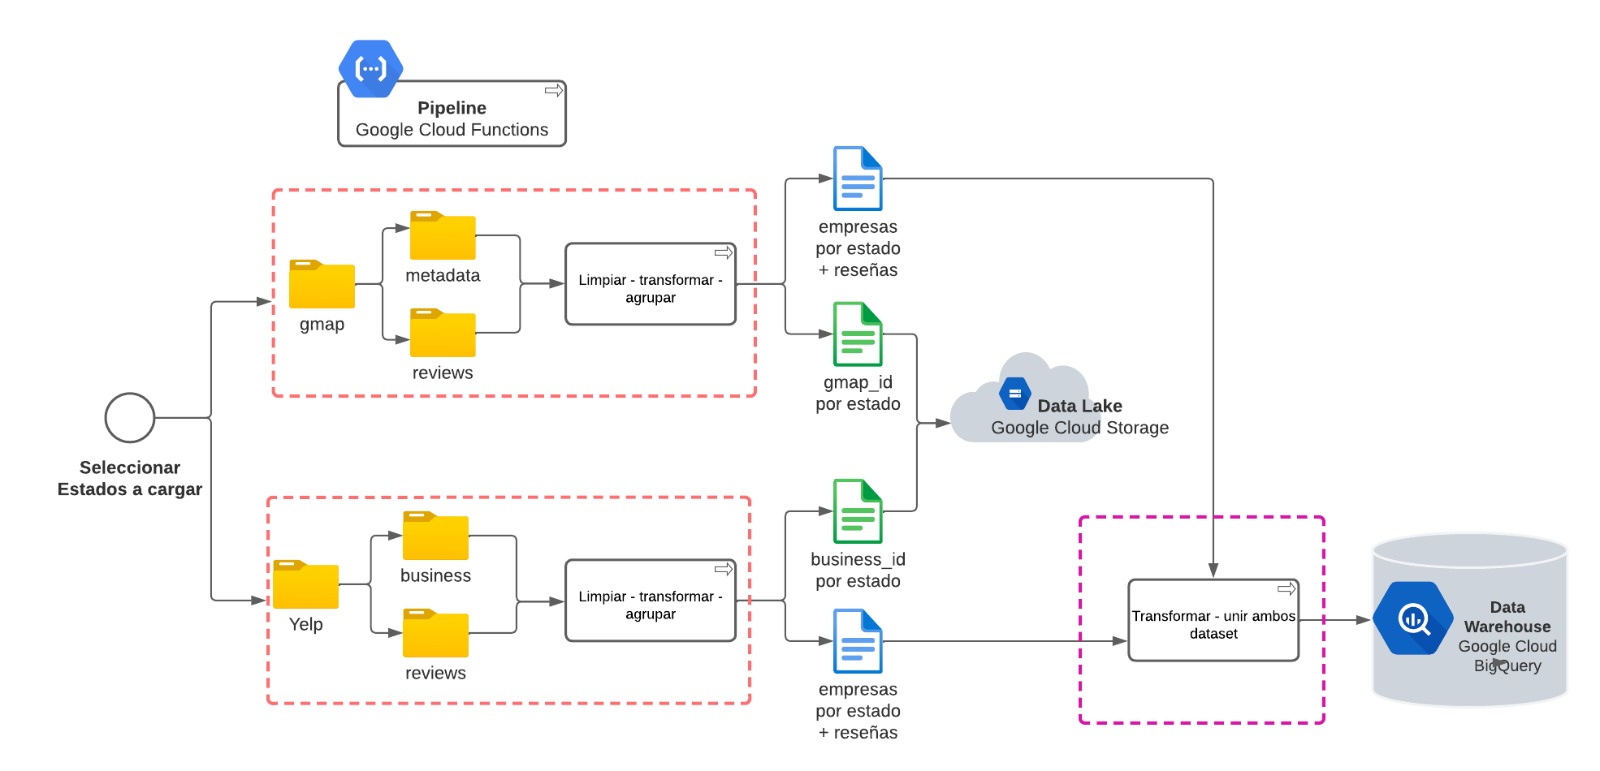 Pipeline
Google Cloud Functions
empresas
por estado
+ reseñas
metadata
Limpiar - transformar -
agrupar
gmap
reviews
gmap_id
por estado
Data Lake
Google Cloud Storage
Seleccionar
Estados a cargar
business
Limpiar - transformar -
agrupar
Yelp
reviews
business_id
por estado
empresas
por estado
+ reseñas
Transformar - unir ambos
dataset
Data
Warehouse
Google Cloud
BigQuery